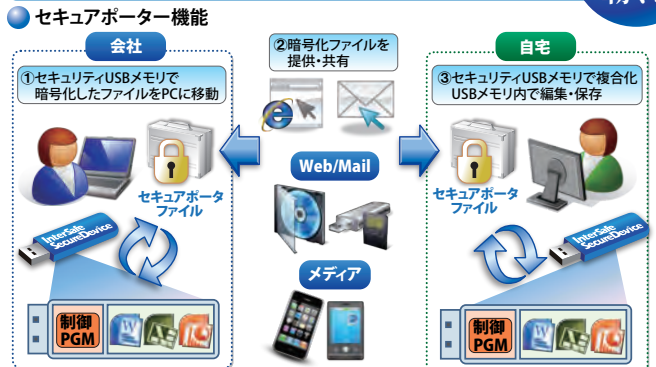 セキュアポーター機能
会社
①セキュリティUSBメモリで
暗号化したファイルをPCに移動
セキュアポータ
ファイル
InterSafe
SecureDevice
制御
PGM
②暗号化ファイルを
提供・共有
Web/Mail
メディア
自宅
③セキュリティUSBメモリで複合化
USBメモリ内で編集・保存
セキュアポータ
ファイル
InterSafe
SecureDevice
制御
PGM